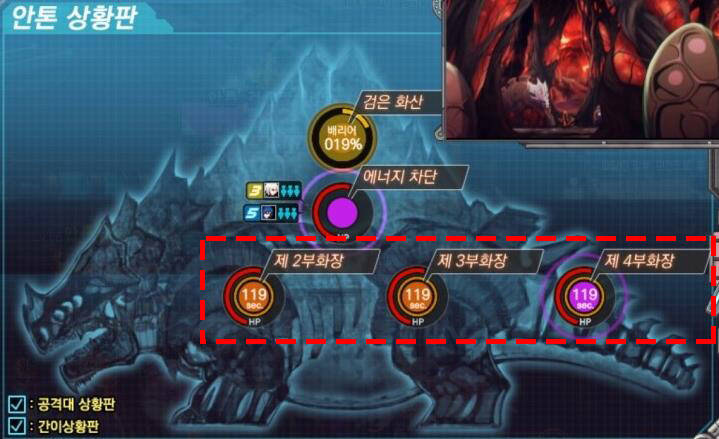 안톤 상황판
검은 화산
배리어
019%
에너지 차단
3
5
HP
제 2부화장
제 3부화장
제 4부화장
119
sec.
HP
119
sec.
HP
119
sec.
HP
: 공격대 상황판
: 간이상황판